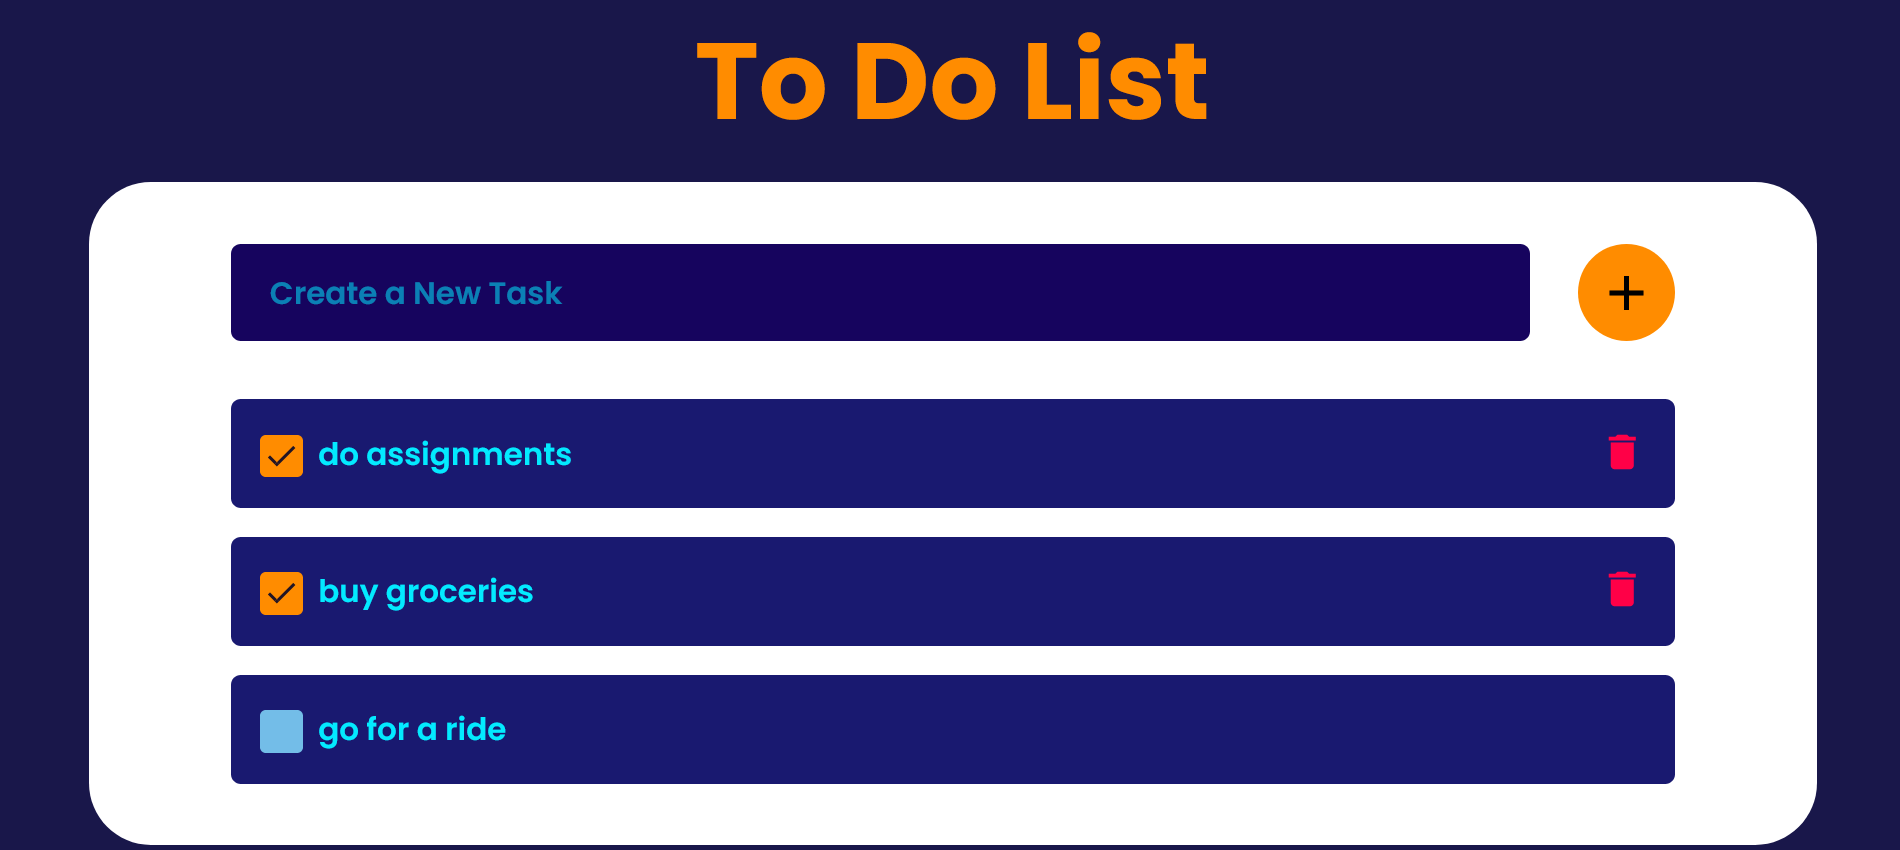 To Do List
Create a New Task
do assignments
buy groceries
go for a ride